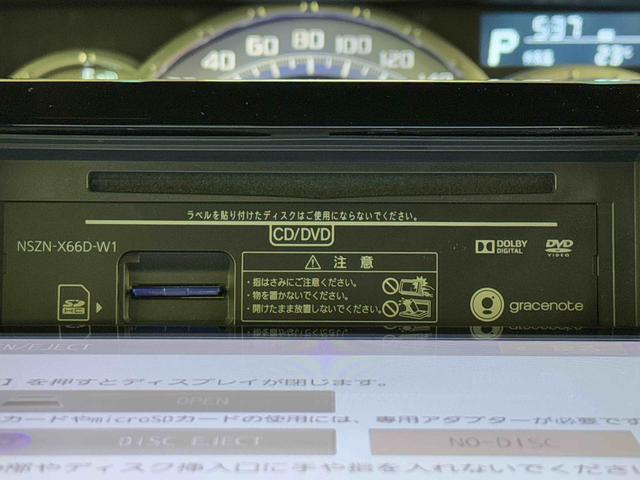 40 60 80 100 120 140
P 537
23℃
ラベルを貼り付けたディスクはご使用にならないでください。
CD/DVD
NSZN-X66D-W1
注意
・指はさみにご注意ください。
・物を置かないでください。
・開けたまま放置しないでください。
DOLBY
DIGITAL
DVD
VIDEO
SD
HC
g gracenote
EN/EJECT
】を押すとディスプレイが閉じます。
OPEN
カードやmicroSDカードの使用には、専用アダプターが必要です
DISC EJECT
NO-DISC
部やディスク挿入口に手や指を入れないでくださ